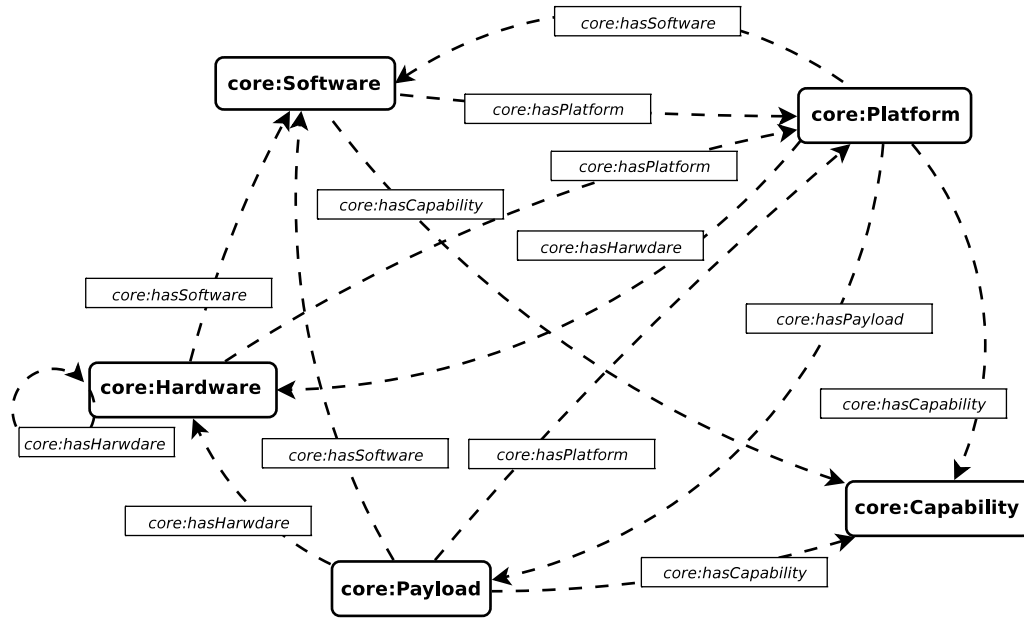 core:hasSoftware
core:Software
core:hasPlatform
core:Platform
core:hasPlatform
core:hasCapability
core:hasHarwdare
core:hasSoftware
core:hasPayload
core:Hardware
core:hasCapability
core:hasHarwdare
core:hasSoftware
core:hasPlatform
core:Capability
core:hasHarwdare
core:hasCapability
core:Payload